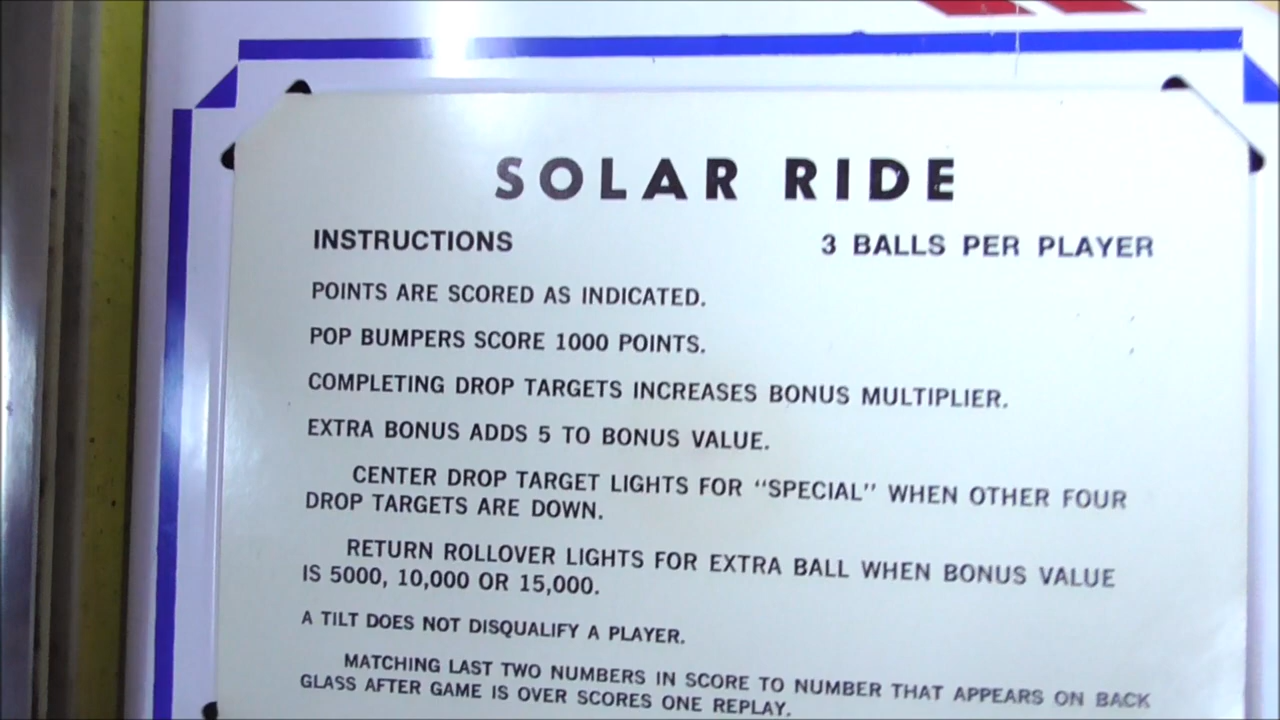 SOLAR RIDE
INSTRUCTIONS 3 BALLS PER PLAYER
POINTS ARE SCORED AS INDICATED.
POP BUMPERS SCORE 1000 POINTS.
COMPLETING DROP TARGETS INCREASES BONUS MULTIPLIER.
EXTRA BONUS ADDS 5 TO BONUS VALUE.
CENTER DROP TARGET LIGHTS FOR "SPECIAL" WHEN OTHER FOUR
DROP TARGETS ARE DOWN.
RETURN ROLLOVER LIGHTS FOR EXTRA BALL WHEN BONUS VALUE
IS 5000, 10,000 OR 15,000.
A TILT DOES NOT DISQUALIFY A PLAYER.
MATCHING LAST TWO NUMBERS IN SCORE TO NUMBER THAT APPEARS ON BACK
GLASS AFTER GAME IS OVER SCORES ONE REPLAY.